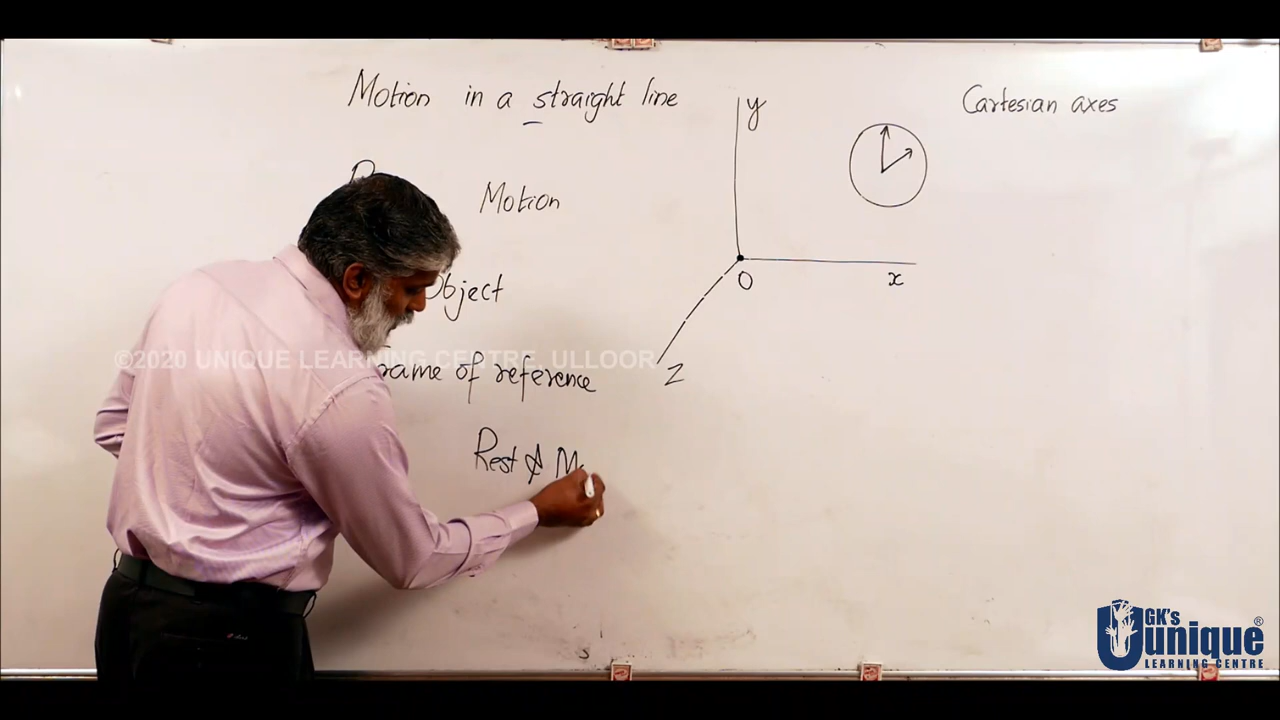 Motion in a straight line
y
Cartesian axes
Motion
Object
O
x
©2020 UNIQUE LEARNING CENTRE, ULLOOR
Frame of reference
Z
Rest & M
GK's
unique®
LEARNING CENTRE